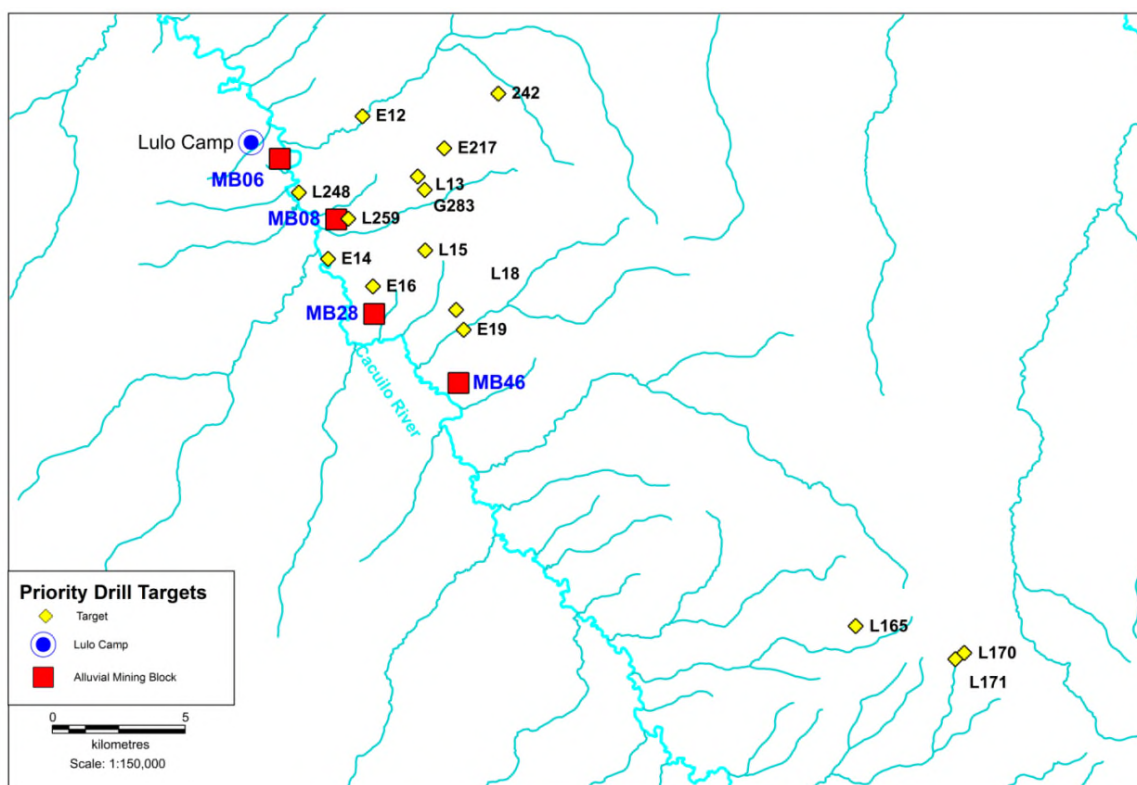 242
E12
Lulo Camp
E217
MB06
L13
L248
G283
MB08
L259
L15
E14
L18
E16
MB28
E19
Cacuilo River
MB46
Priority Drill Targets
Target
Lulo Camp
Alluvial Mining Block
0 5
kilometres
Scale: 1:150,000
L165
L170
L171